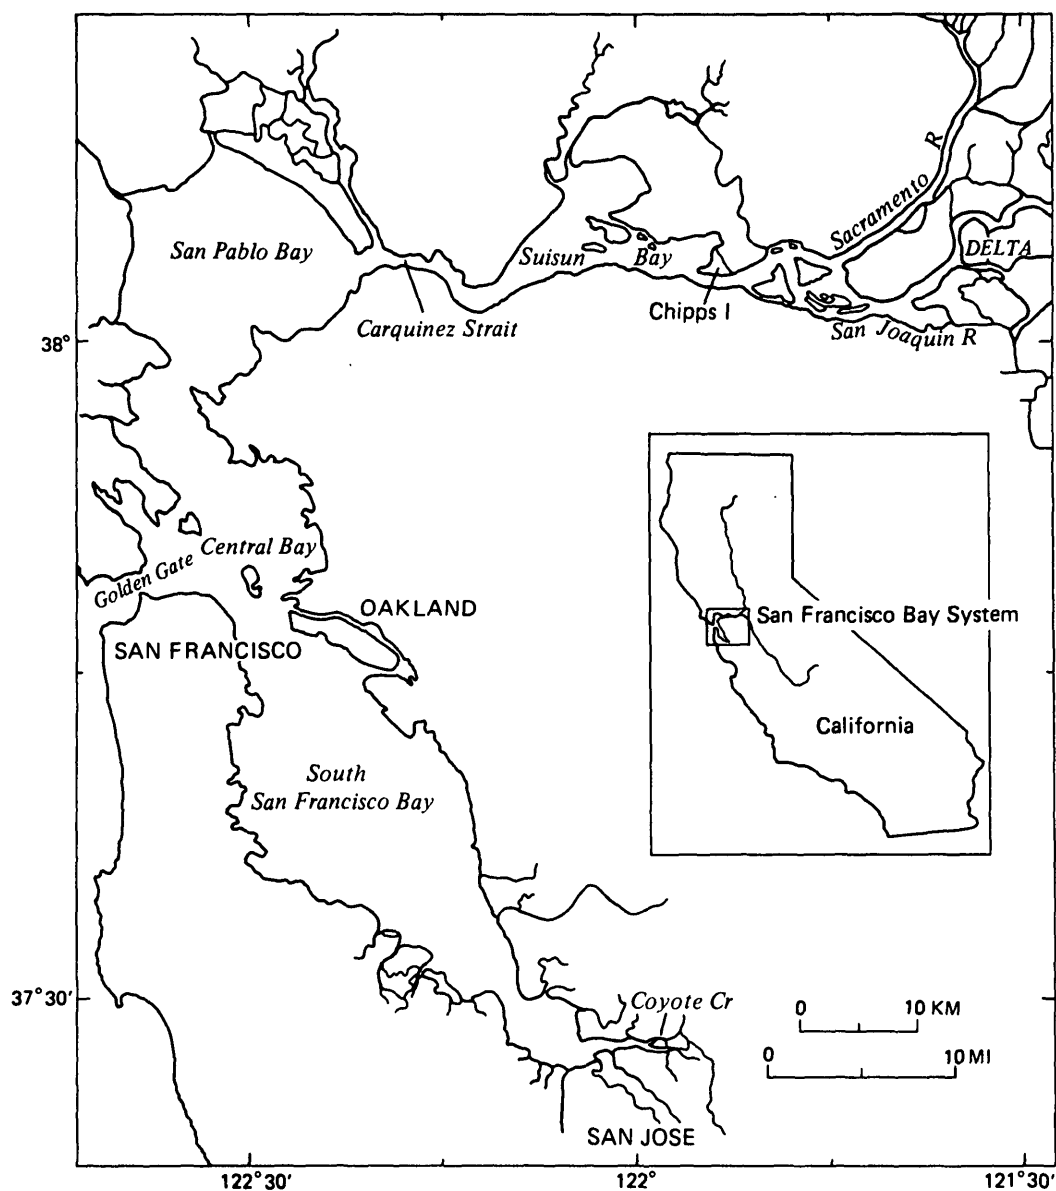 R
Sacramento
San Pablo Bay
Suisun Bay
DELTA
Chipps I
Carquinez Strait
San Joaquin R
38°
Central Bay
Golden Gate
OAKLAND
SAN FRANCISCO
San Francisco Bay System
California
South
San Francisco Bay
37°30′
Coyote Cr
0 10 KM
0 10 MI
SAN JOSE
122°30′ 122° 121°30′